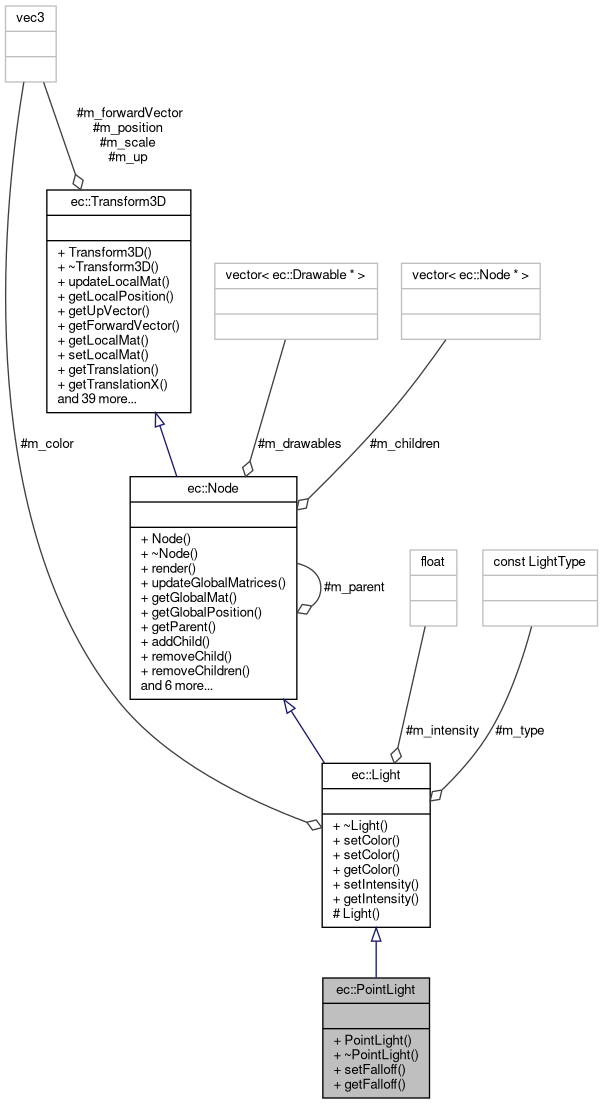 vec3
#m_forwardVector
#m_position
#m_scale
#m_up
ec::Transform3D
+ Transform3D()
+ ~Transform3D()
+ updateLocalMat()
+ getLocalPosition()
+ getUpVector()
+ getForwardVector()
+ getLocalMat()
+ setLocalMat()
+ getTranslation()
+ getTranslationX()
and 39 more...
vector< ec::Drawable * >
vector< ec::Node * >
#m_color
#m_drawables
#m_children
ec::Node
+ Node()
+ ~Node()
+ render()
+ updateGlobalMatrices()
+ getGlobalMat()
+ getGlobalPosition()
+ getParent()
+ addChild()
+ removeChild()
+ removeChildren()
and 6 more...
#m_parent
float
const LightType
#m_intensity
#m_type
ec::Light
+ ~Light()
+ setColor()
+ setColor()
+ getColor()
+ setIntensity()
+ getIntensity()
# Light()
ec::PointLight
+ PointLight()
+ ~PointLight()
+ setFalloff()
+ getFalloff()